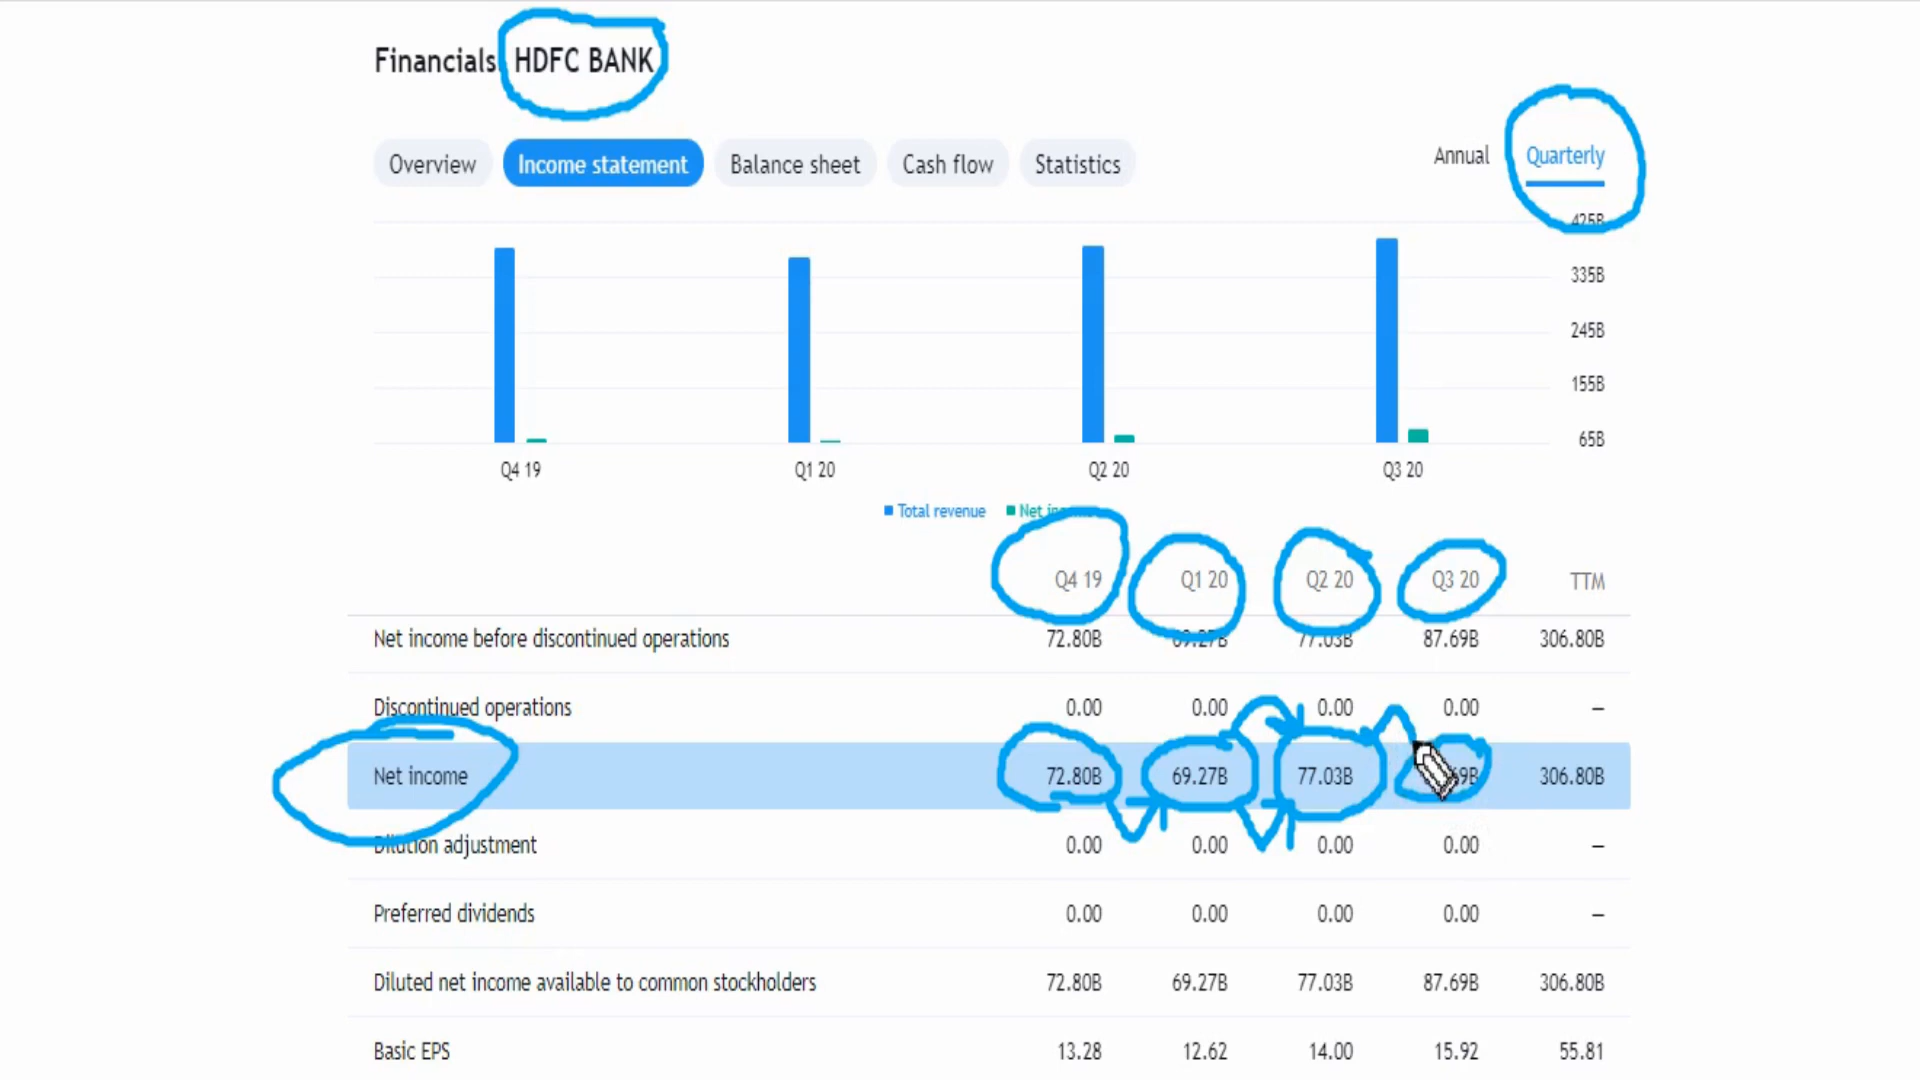 Financials HDFC BANK
Overview Income statement Balance sheet Cash flow Statistics
Annual Quarterly
425B
335B
245B
155B
65B
Q4 19 Q1 20 Q2 20 Q3 20
Total revenue Net
Q4 19 Q1 20 Q2 20 Q3 20 TTM
Net income before discontinued operations 72.80B 69.27B 77.03B 87.69B 306.80B
Discontinued operations 0.00 0.00 0.00 0.00 —
Net income 72.80B 69.27B 77.03B 306.80B
Dilution adjustment 0.00 0.00 0.00 0.00 —
Preferred dividends 0.00 0.00 0.00 0.00 —
Diluted net income available to common stockholders 72.80B 69.27B 77.03B 87.69B 306.80B
Basic EPS 13.28 12.62 14.00 15.92 55.81